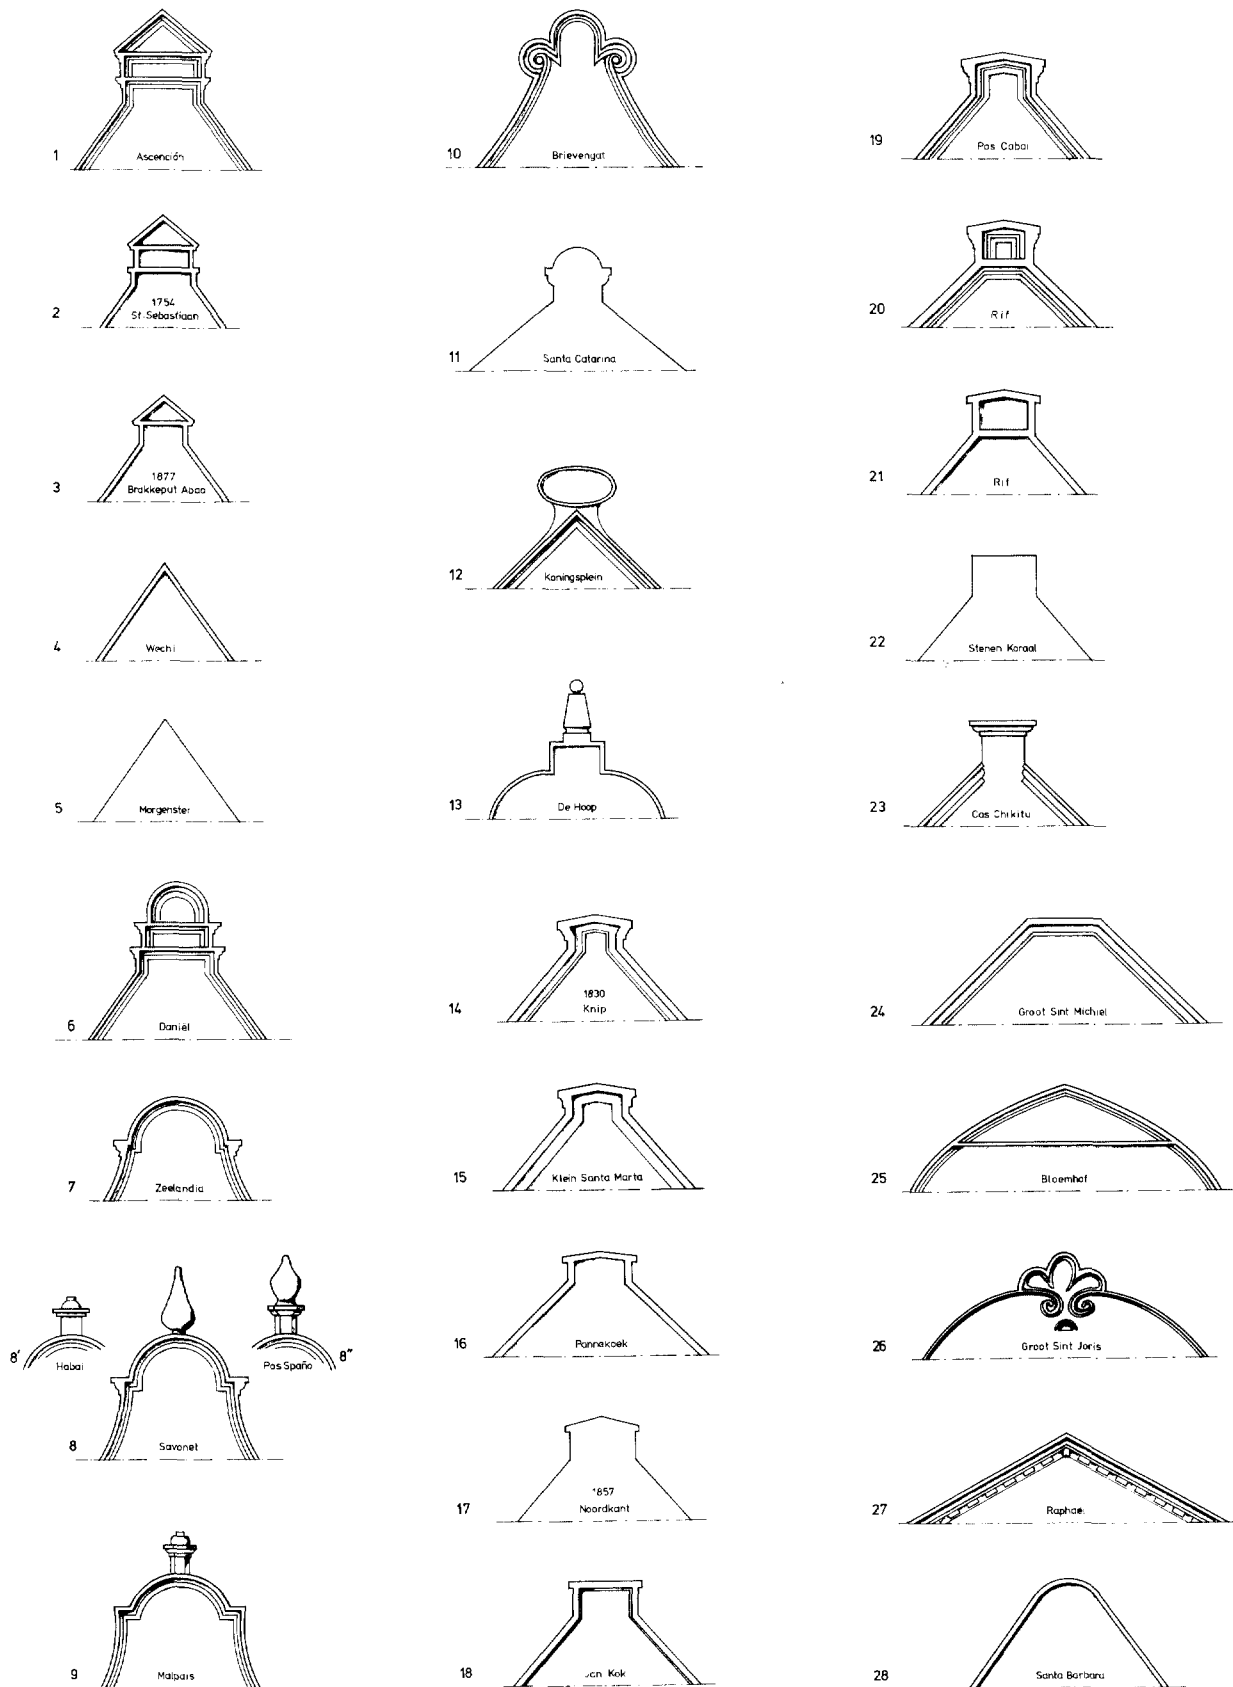 1
Ascención
2
1754
St. Sebastiaan
3
1877
Brakkeput Abao
4
Wechi
5
Morgenster
6
Daniël
7
Zeelandia
8'
Habai
Pos Spaño
8"
8
Savonet
9
Malpais
10
Brievengat
11
Santa Catarina
12
Koningsplein
13
De Hoop
14
1830
Knip
15
Klein Santa Marta
16
Pannekoek
17
1857
Noordkant
18
Jan Kok
19
Pos Cabai
20
Rif
21
Rif
22
Stenen Koraal
23
Cas Chikitu
24
Groot Sint Michiel
25
Bloemhof
26
Groot Sint Joris
27
Raphael
28
Santa Barbara